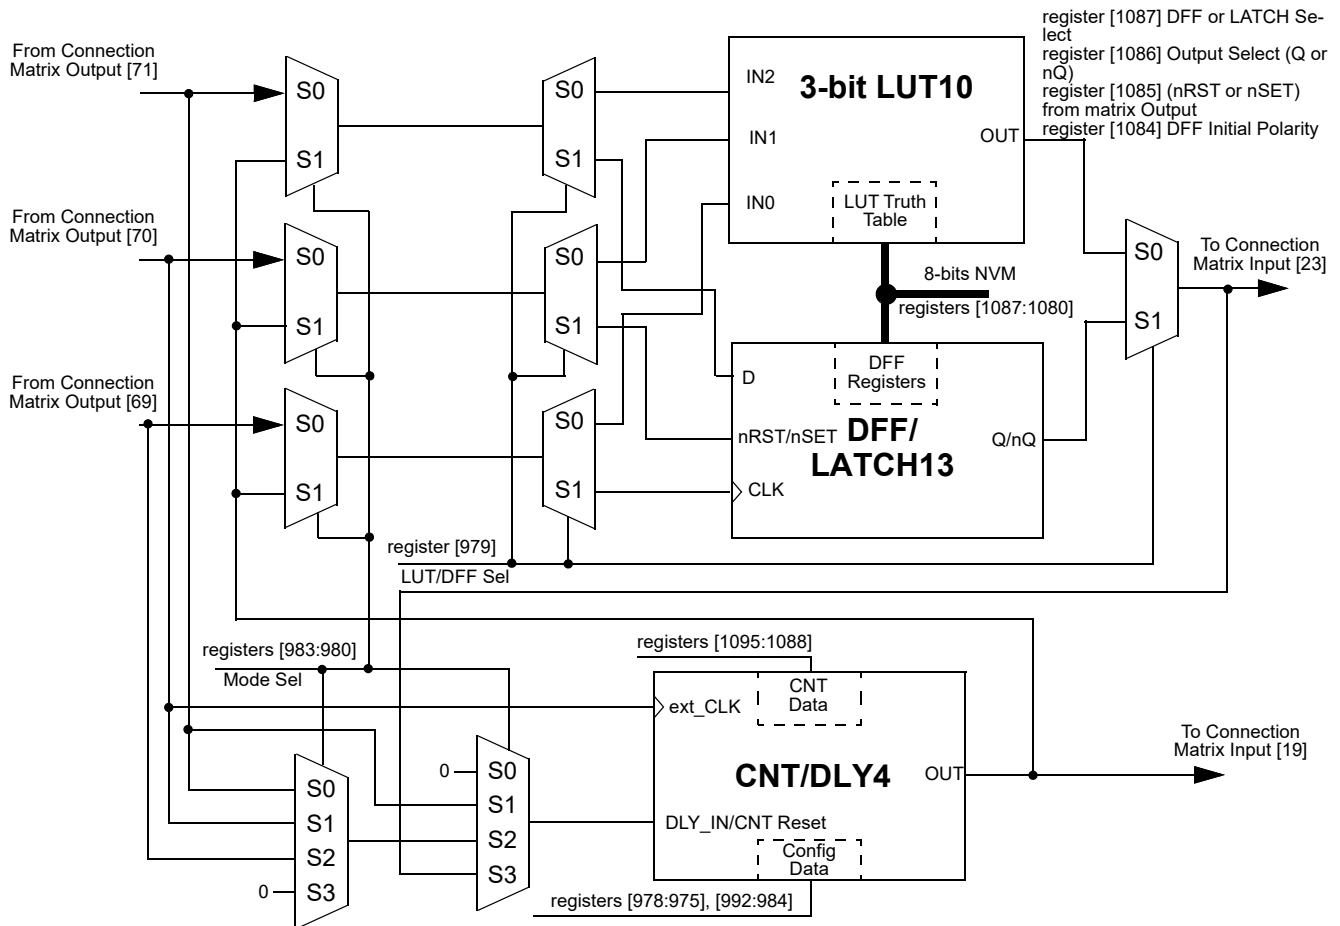 register [1087] DFF or LATCH Se-
lect
register [1086] Output Select (Q or
nQ)
register [1085] (nRST or nSET)
from matrix Output
register [1084] DFF Initial Polarity
From Connection
Matrix Output [71]
S0
S1
S0
S1
IN2
IN1
IN0
3-bit LUT10
OUT
LUT Truth
Table
From Connection
Matrix Output [70]
S0
S1
S0
S1
8-bits NVM
registers [1087:1080]
S0
S1
To Connection
Matrix Input [23]
From Connection
Matrix Output [69]
S0
S1
S0
S1
D
nRST/nSET
CLK
DFF
Registers
DFF/
LATCH13
Q/nQ
register [979]
LUT/DFF Sel
registers [983:980]
Mode Sel
registers [1095:1088]
CNT
Data
ext_CLK
CNT/DLY4
OUT
To Connection
Matrix Input [19]
DLY_IN/CNT Reset
Config
Data
S0
S1
S2
0
S3
0
S0
S1
S2
S3
registers [978:975], [992:984]